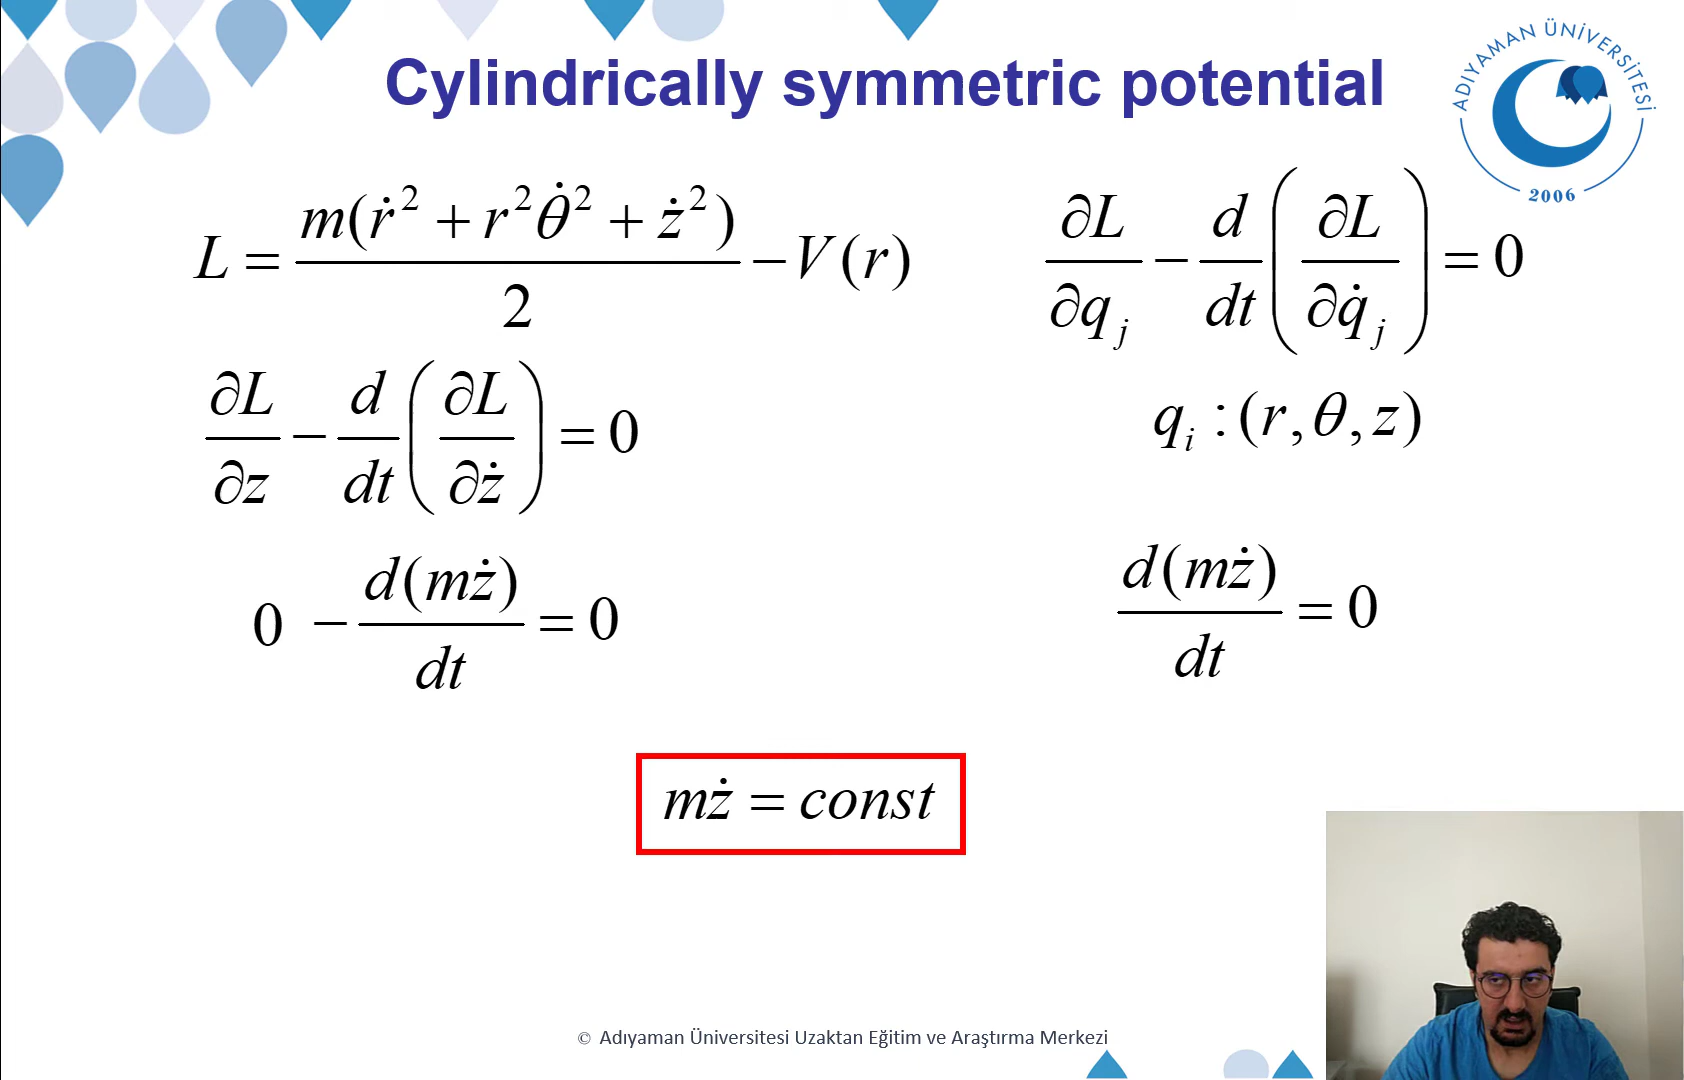 Cylindrically symmetric potential
ADIYAMAN ÜNİVERSİTESİ
2006
L = m(ṙ² + r²θ̇² + ż²)/2 − V(r)
∂L/∂q_j − d/dt(∂L/∂q̇_j) = 0
∂L/∂z − d/dt(∂L/∂ż) = 0
q_i : (r, θ, z)
0 − d(mż)/dt = 0
d(mż)/dt = 0
mż = const
© Adıyaman Üniversitesi Uzaktan Eğitim ve Araştırma Merkezi